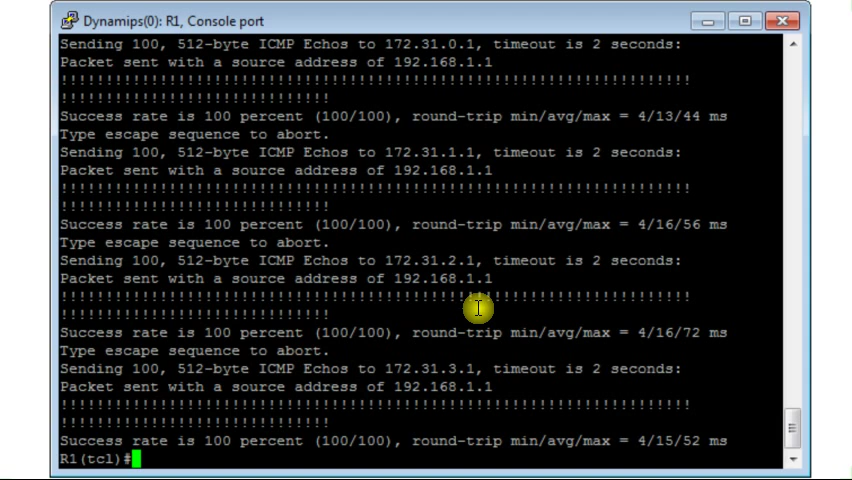 Dynamips(0): R1, Console port
Sending 100, 512-byte ICMP Echos to 172.31.0.1, timeout is 2 seconds:
Packet sent with a source address of 192.168.1.1
!!!!!!!!!!!!!!!!!!!!!!!!!!!!!!!!!!!!!!!!!!!!!!!!!!!!!!!!!!!!!!!!!!!!!!
!!!!!!!!!!!!!!!!!!!!!!!!!!!!!!
Success rate is 100 percent (100/100), round-trip min/avg/max = 4/13/44 ms
Type escape sequence to abort.
Sending 100, 512-byte ICMP Echos to 172.31.1.1, timeout is 2 seconds:
Packet sent with a source address of 192.168.1.1
!!!!!!!!!!!!!!!!!!!!!!!!!!!!!!!!!!!!!!!!!!!!!!!!!!!!!!!!!!!!!!!!!!!!!!
!!!!!!!!!!!!!!!!!!!!!!!!!!!!!!
Success rate is 100 percent (100/100), round-trip min/avg/max = 4/16/56 ms
Type escape sequence to abort.
Sending 100, 512-byte ICMP Echos to 172.31.2.1, timeout is 2 seconds:
Packet sent with a source address of 192.168.1.1
!!!!!!!!!!!!!!!!!!!!!!!!!!!!!!!!!!!!!!!!!!!!!!!!!!!!!!!!!!!!!!!!!!!!!!
!!!!!!!!!!!!!!!!!!!!!!!!!!!!!!
Success rate is 100 percent (100/100), round-trip min/avg/max = 4/16/72 ms
Type escape sequence to abort.
Sending 100, 512-byte ICMP Echos to 172.31.3.1, timeout is 2 seconds:
Packet sent with a source address of 192.168.1.1
!!!!!!!!!!!!!!!!!!!!!!!!!!!!!!!!!!!!!!!!!!!!!!!!!!!!!!!!!!!!!!!!!!!!!!
!!!!!!!!!!!!!!!!!!!!!!!!!!!!!!
Success rate is 100 percent (100/100), round-trip min/avg/max = 4/15/52 ms
R1(tcl)#